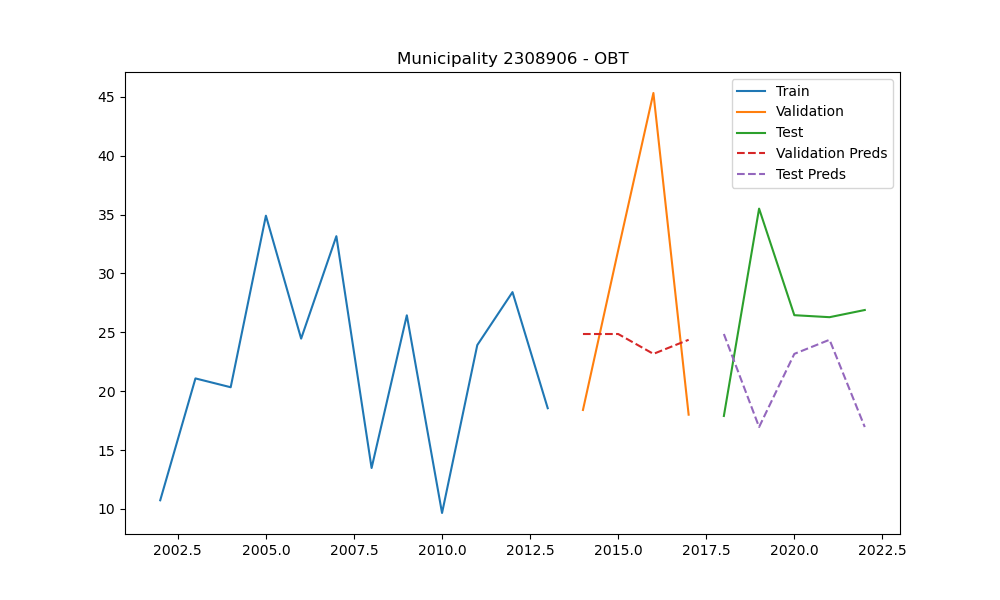 Municipality 2308906 - OBT
Train
Validation
Test
Validation Preds
Test Preds
45
40
35
30
25
20
15
10
2002.5 2005.0 2007.5 2010.0 2012.5 2015.0 2017.5 2020.0 2022.5